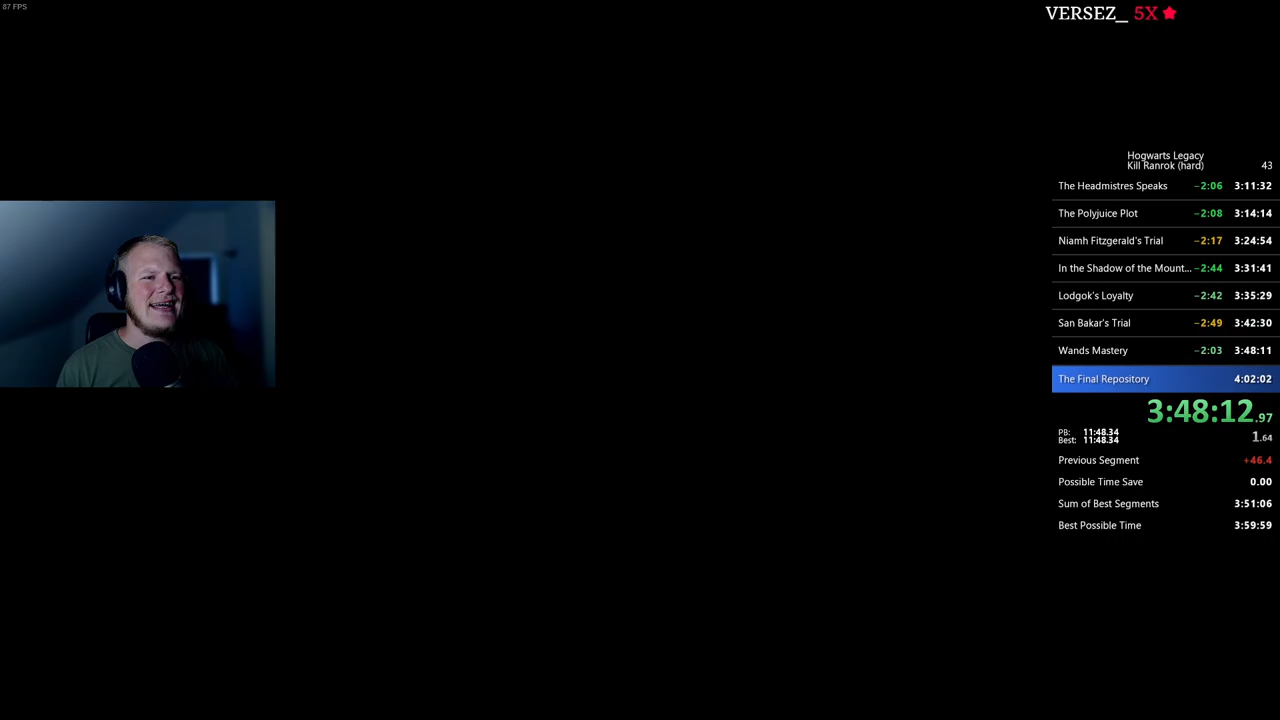 87 FPS
VERSEZ_ 5X
Hogwarts Legacy
Kill Ranrok (hard) 43
The Headmistres Speaks −2:06 3:11:32
The Polyjuice Plot −2:08 3:14:14
Niamh Fitzgerald's Trial −2:17 3:24:54
In the Shadow of the Mount... −2:44 3:31:41
Lodgok's Loyalty −2:42 3:35:29
San Bakar's Trial −2:49 3:42:30
Wands Mastery −2:03 3:48:11
The Final Repository 4:02:02
3:48:12.97
PB: 11:48.34 1.64
Best: 11:48.34
Previous Segment +46.4
Possible Time Save 0.00
Sum of Best Segments 3:51:06
Best Possible Time 3:59:59